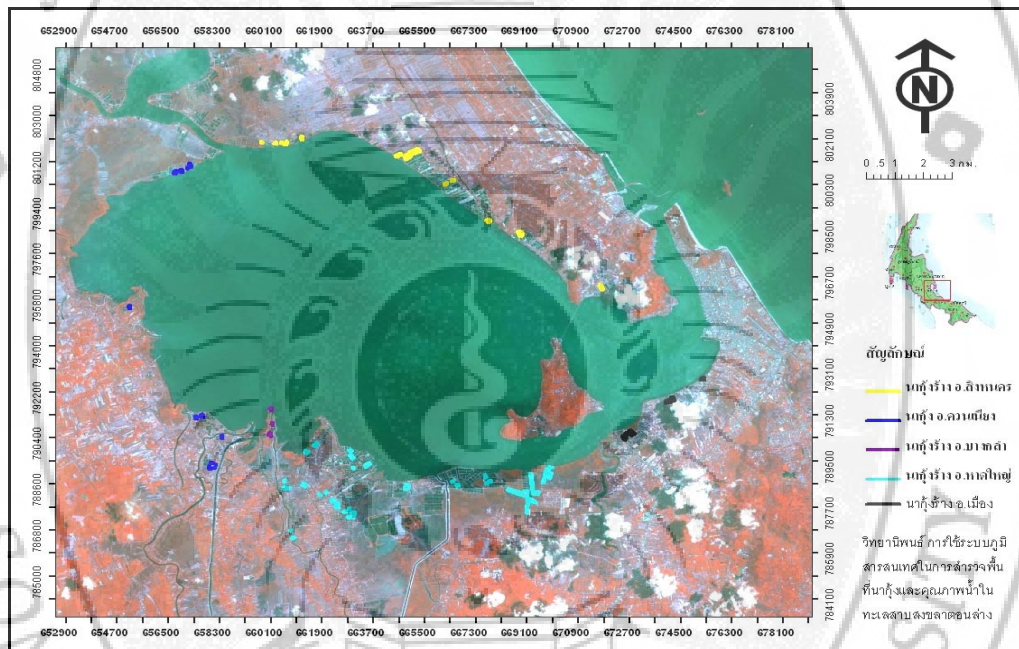 652900 654700 656500 658300 660100 661900 663700 665500 667300 669100 670900 672700 674500 676300 678100
804800
803000
801200
799400
797600
795800
794000
792200
790400
788600
786800
785000
803900
802100
800300
798500
796700
794900
793100
791300
789500
787700
785900
784100
652900 654700 656500 658300 660100 661900 663700 665500 667300 669100 670900 672700 674500 676300 678100
N
0 .5 1 2 3 กม.
สัญลักษณ์
นากุ้งร้าง อ.สิงหนคร
นากุ้ง อ.ควนเนียง
นากุ้งร้าง อ.บางกล่ำ
นากุ้งร้าง อ.หาดใหญ่
นากุ้งร้าง อ.เมือง
วิทยานิพนธ์ การใช้ระบบภูมิ
สารสนเทศในการสำรวจพื้น
ที่นากุ้งและคุณภาพน้ำใน
ทะเลสาบสงขลาตอนล่าง